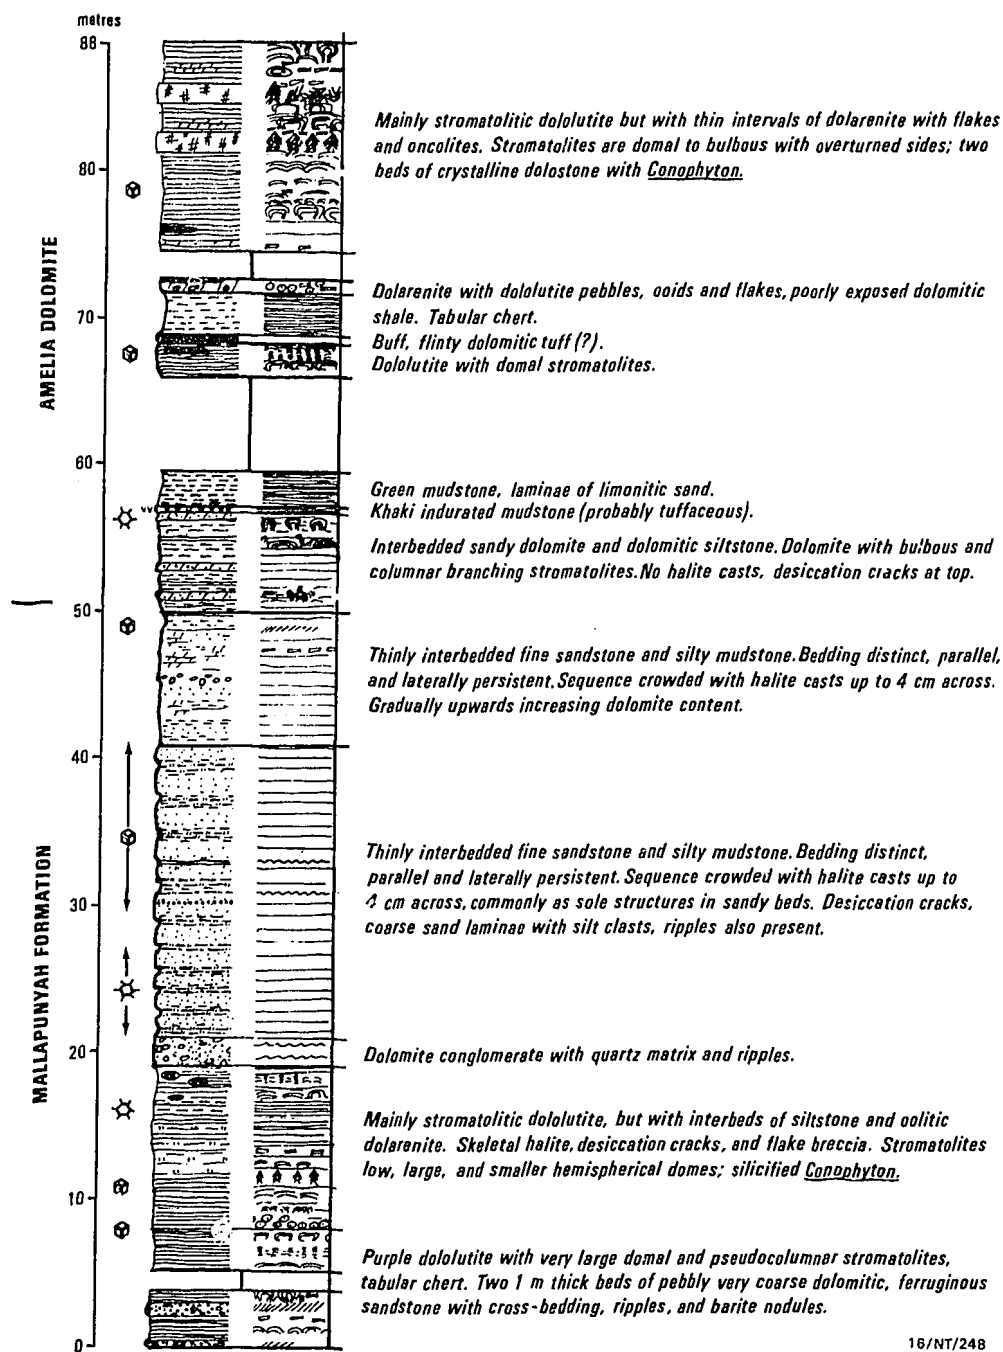 metres
88
Mainly stromatolitic dololutite but with thin intervals of dolarenite with flakes
and oncolites. Stromatolites are domal to bulbous with overturned sides; two
beds of crystalline dolostone with Conophyton.
80
AMELIA DOLOMITE
Dolarenite with dololutite pebbles, ooids and flakes, poorly exposed dolomitic
shale. Tabular chert.
70
Buff, flinty dolomitic tuff (?).
Dololutite with domal stromatolites.
60
Green mudstone, laminae of limonitic sand.
Khaki indurated mudstone (probably tuffaceous).
Interbedded sandy dolomite and dolomitic siltstone. Dolomite with bulbous and
columnar branching stromatolites. No halite casts, desiccation cracks at top.
50
Thinly interbedded fine sandstone and silty mudstone. Bedding distinct, parallel,
and laterally persistent. Sequence crowded with halite casts up to 4 cm across.
Gradually upwards increasing dolomite content.
40
MALLAPUNYAH FORMATION
Thinly interbedded fine sandstone and silty mudstone. Bedding distinct,
parallel and laterally persistent. Sequence crowded with halite casts up to
4 cm across, commonly as sole structures in sandy beds. Desiccation cracks,
coarse sand laminae with silt clasts, ripples also present.
30
20
Dolomite conglomerate with quartz matrix and ripples.
Mainly stromatolitic dololutite, but with interbeds of siltstone and oolitic
dolarenite. Skeletal halite, desiccation cracks, and flake breccia. Stromatolites
low, large, and smaller hemispherical domes; silicified Conophyton.
10
Purple dololutite with very large domal and pseudocolumnar stromatolites,
tabular chert. Two 1 m thick beds of pebbly very coarse dolomitic, ferruginous
sandstone with cross-bedding, ripples, and barite nodules.
0
16/NT/248